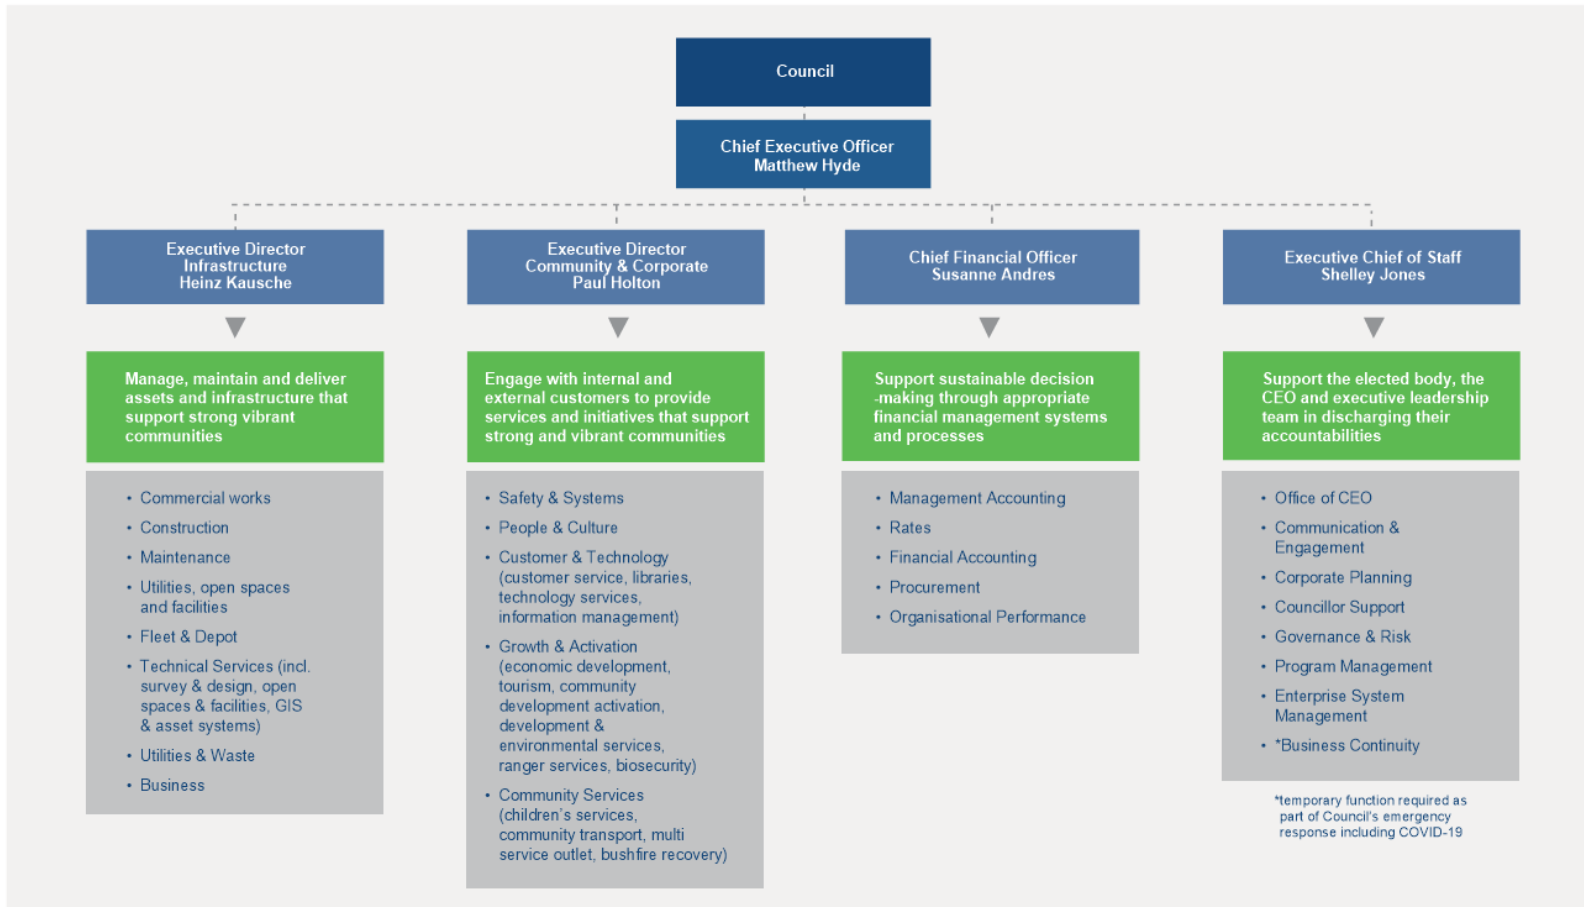 Council
Chief Executive Officer
Matthew Hyde
Executive Director
Infrastructure
Heinz Kausche
Manage, maintain and deliver
assets and infrastructure that
support strong vibrant
communities
• Commercial works
• Construction
• Maintenance
• Utilities, open spaces
and facilities
• Fleet & Depot
• Technical Services (incl.
survey & design, open
spaces & facilities, GIS
& asset systems)
• Utilities & Waste
• Business
Executive Director
Community & Corporate
Paul Holton
Engage with internal and
external customers to provide
services and initiatives that support
strong and vibrant communities
• Safety & Systems
• People & Culture
• Customer & Technology
(customer service, libraries,
technology services,
information management)
• Growth & Activation
(economic development,
tourism, community
development activation,
development &
environmental services,
ranger services, biosecurity)
• Community Services
(children's services,
community transport, multi
service outlet, bushfire recovery)
Chief Financial Officer
Susanne Andres
Support sustainable decision
-making through appropriate
financial management systems
and processes
• Management Accounting
• Rates
• Financial Accounting
• Procurement
• Organisational Performance
Executive Chief of Staff
Shelley Jones
Support the elected body, the
CEO and executive leadership
team in discharging their
accountabilities
• Office of CEO
• Communication &
Engagement
• Corporate Planning
• Councillor Support
• Governance & Risk
• Program Management
• Enterprise System
Management
• *Business Continuity
*temporary function required as
part of Council's emergency
response including COVID-19